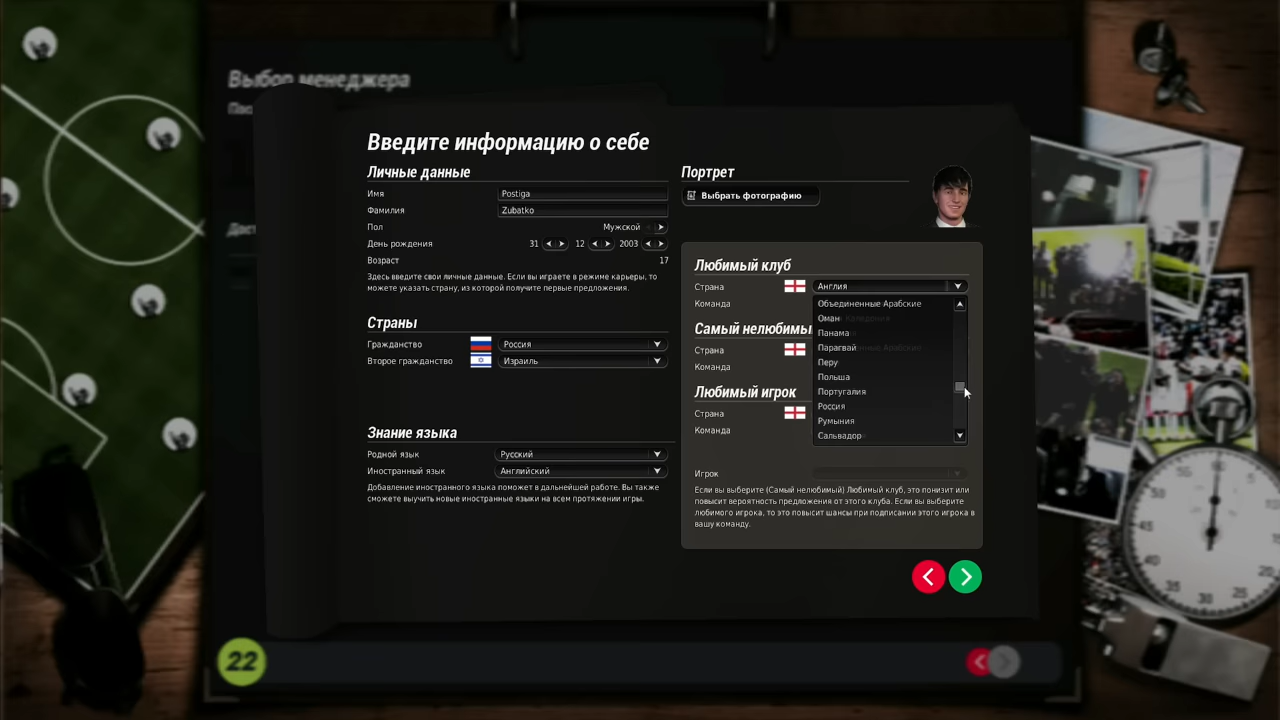 Выбор менеджера
Введите информацию о себе
Личные данные
Имя
Postiga
Фамилия
Zubatko
Пол
Мужской
День рождения
31
12
2003
Возраст
17
Здесь введите свои личные данные. Если вы играете в режиме карьеры, то
можете указать страну, из которой получите первые предложения.
Страны
Гражданство
Россия
Второе гражданство
Израиль
Знание языка
Родной язык
Русский
Иностранный язык
Английский
Добавление иностранного языка поможет в дальнейшей работе. Вы также
сможете выучить новые иностранные языки на всем протяжении игры.
Портрет
Выбрать фотографию
Любимый клуб
Страна
Англия
Команда
Самый нелюбимы
Страна
Команда
Любимый игрок
Страна
Команда
Объединенные Арабские
Оман
Панама
Парагвай
Перу
Польша
Португалия
Россия
Румыния
Сальвадор
Игрок
Если вы выберите (Самый нелюбимый) Любимый клуб, это понизит или
повысит вероятность предложения от этого клуба. Если вы выберите
любимого игрока, то это повысит шансы при подписании этого игрока в
вашу команду.
22